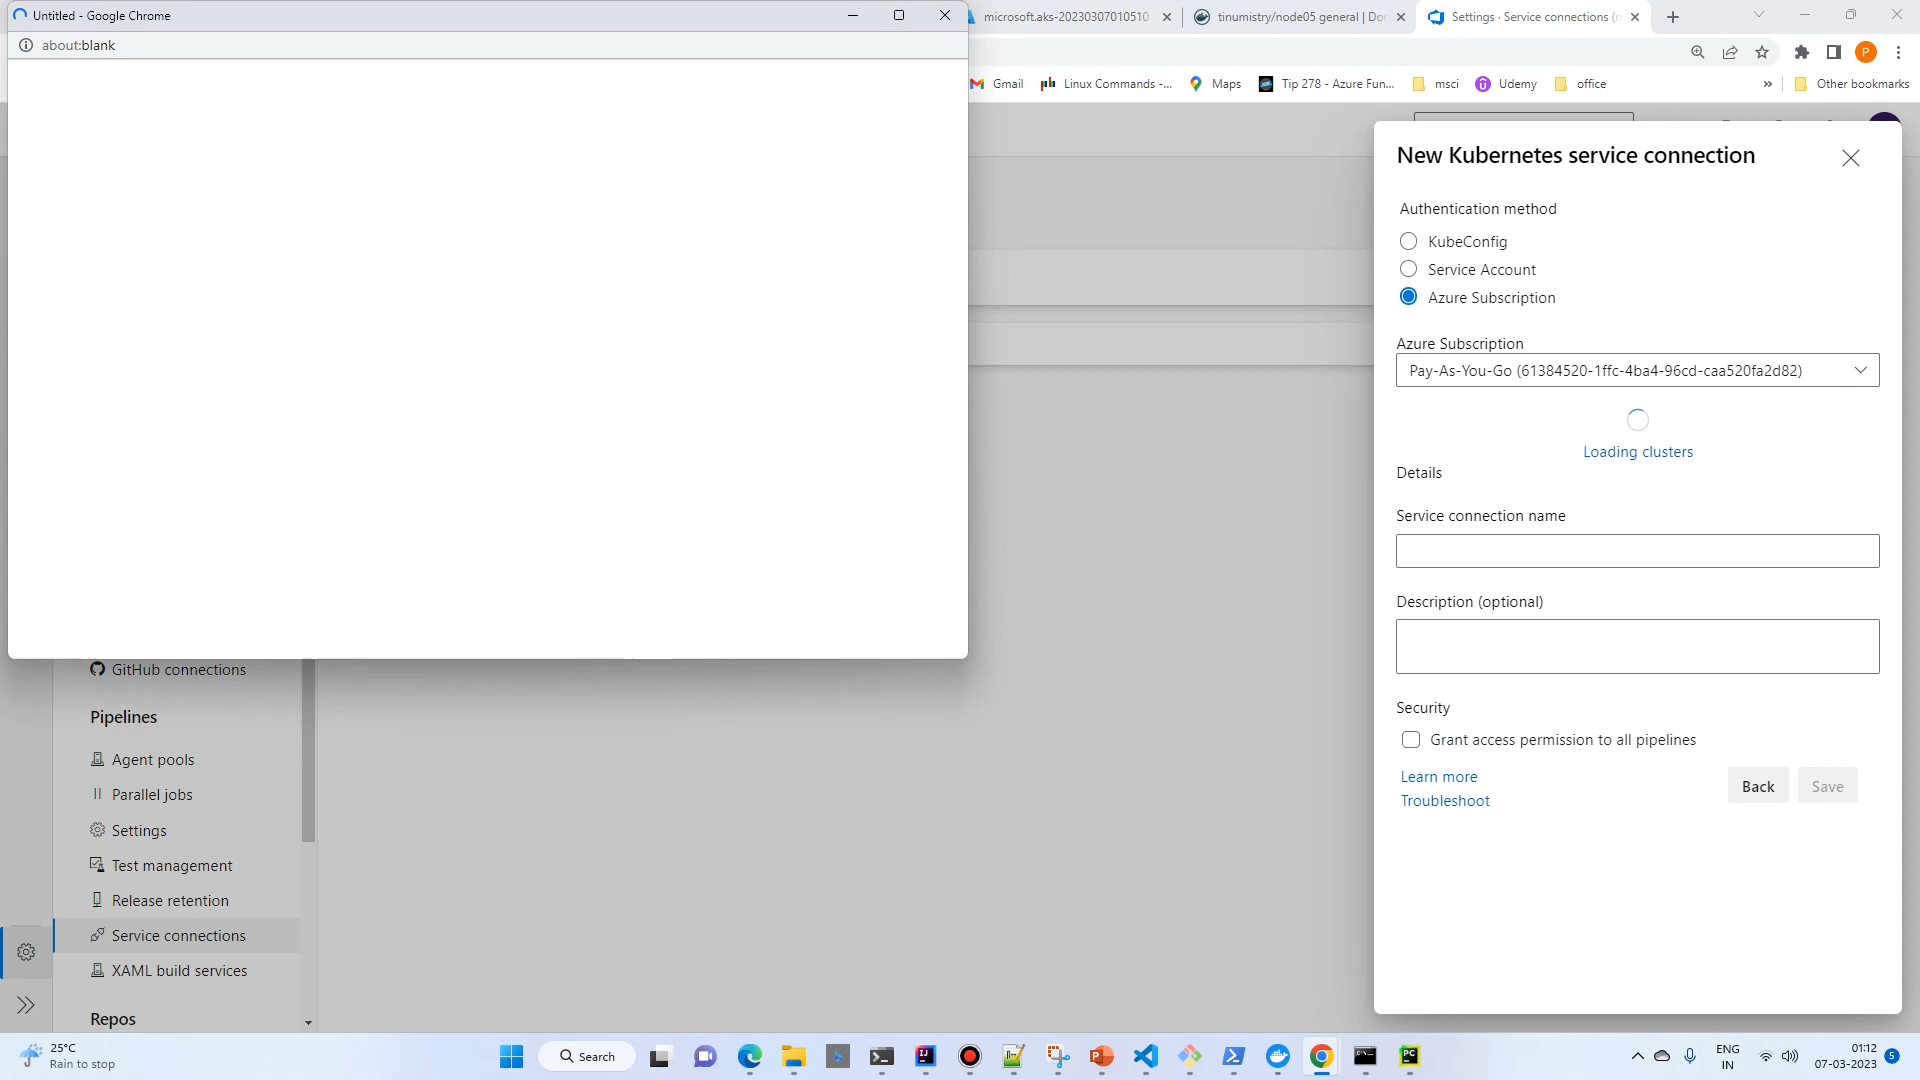 Untitled - Google Chrome
about:blank
microsoft.aks-20230307010510
tinumistry/node05 general | Doc
Settings · Service connections (n
P
Gmail
Linux Commands -...
Maps
Tip 278 - Azure Fun...
msci
Udemy
office
»
Other bookmarks
New Kubernetes service connection
Authentication method
KubeConfig
Service Account
Azure Subscription
Azure Subscription
Pay-As-You-Go (61384520-1ffc-4ba4-96cd-caa520fa2d82)
Loading clusters
Details
Service connection name
Description (optional)
Security
Grant access permission to all pipelines
Learn more
Troubleshoot
Back
Save
GitHub connections
Pipelines
Agent pools
Parallel jobs
Settings
Test management
Release retention
Service connections
XAML build services
Repos
25°C
Rain to stop
Search
ENG
IN
01:12
07-03-2023
5